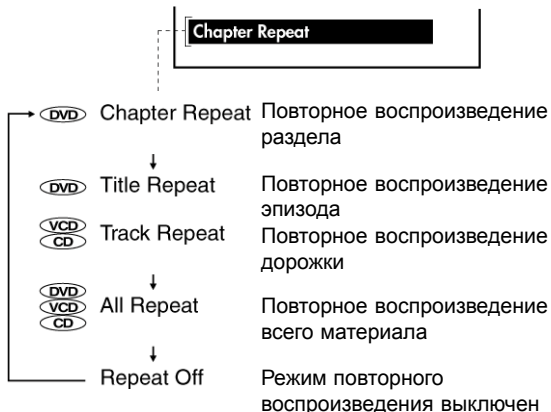 Chapter Repeat
DVD Chapter Repeat Повторное воспроизведение
раздела
DVD Title Repeat Повторное воспроизведение
эпизода
VCD
CD Track Repeat Повторное воспроизведение
дорожки
DVD
VCD
CD All Repeat Повторное воспроизведение
всего материала
Repeat Off Режим повторного
воспроизведения выключен